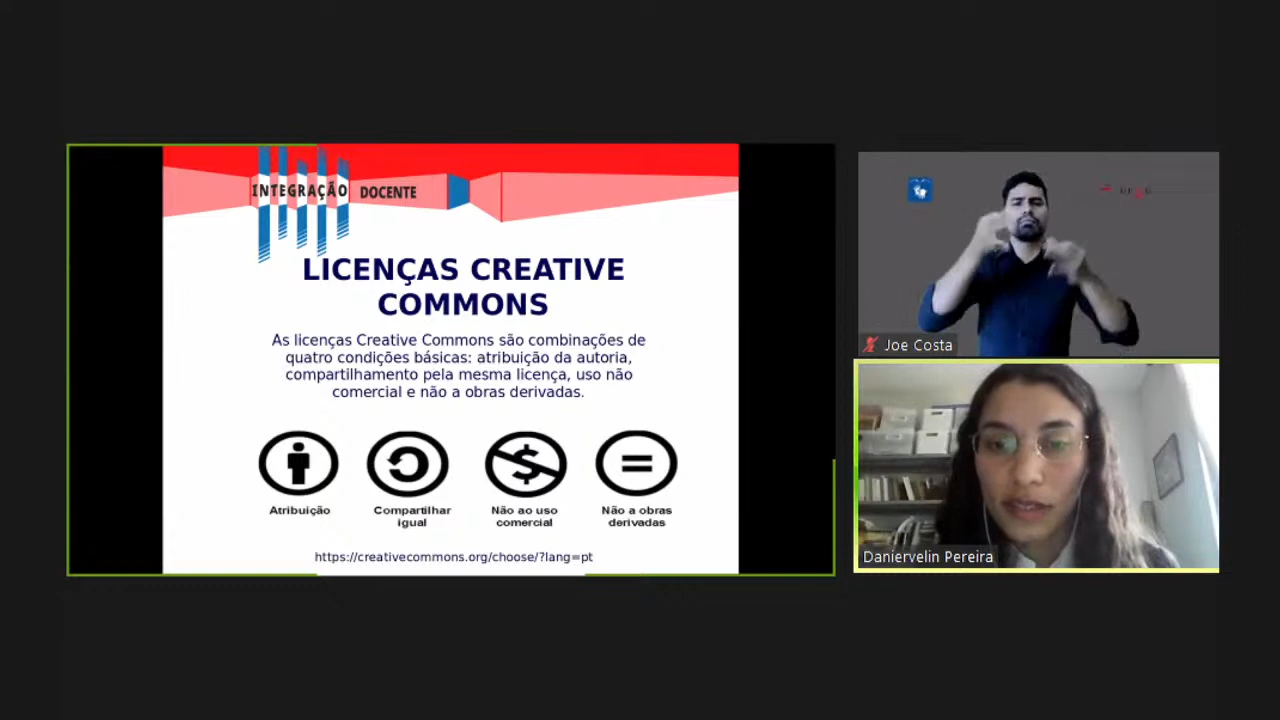 INTEGRAÇÃO DOCENTE
LICENÇAS CREATIVE
COMMONS
As licenças Creative Commons são combinações de
quatro condições básicas: atribuição da autoria,
compartilhamento pela mesma licença, uso não
comercial e não a obras derivadas.
Atribuição
Compartilhar
igual
Não ao uso
comercial
Não a obras
derivadas
https://creativecommons.org/choose/?lang=pt
Joe Costa
Daniervelin Pereira